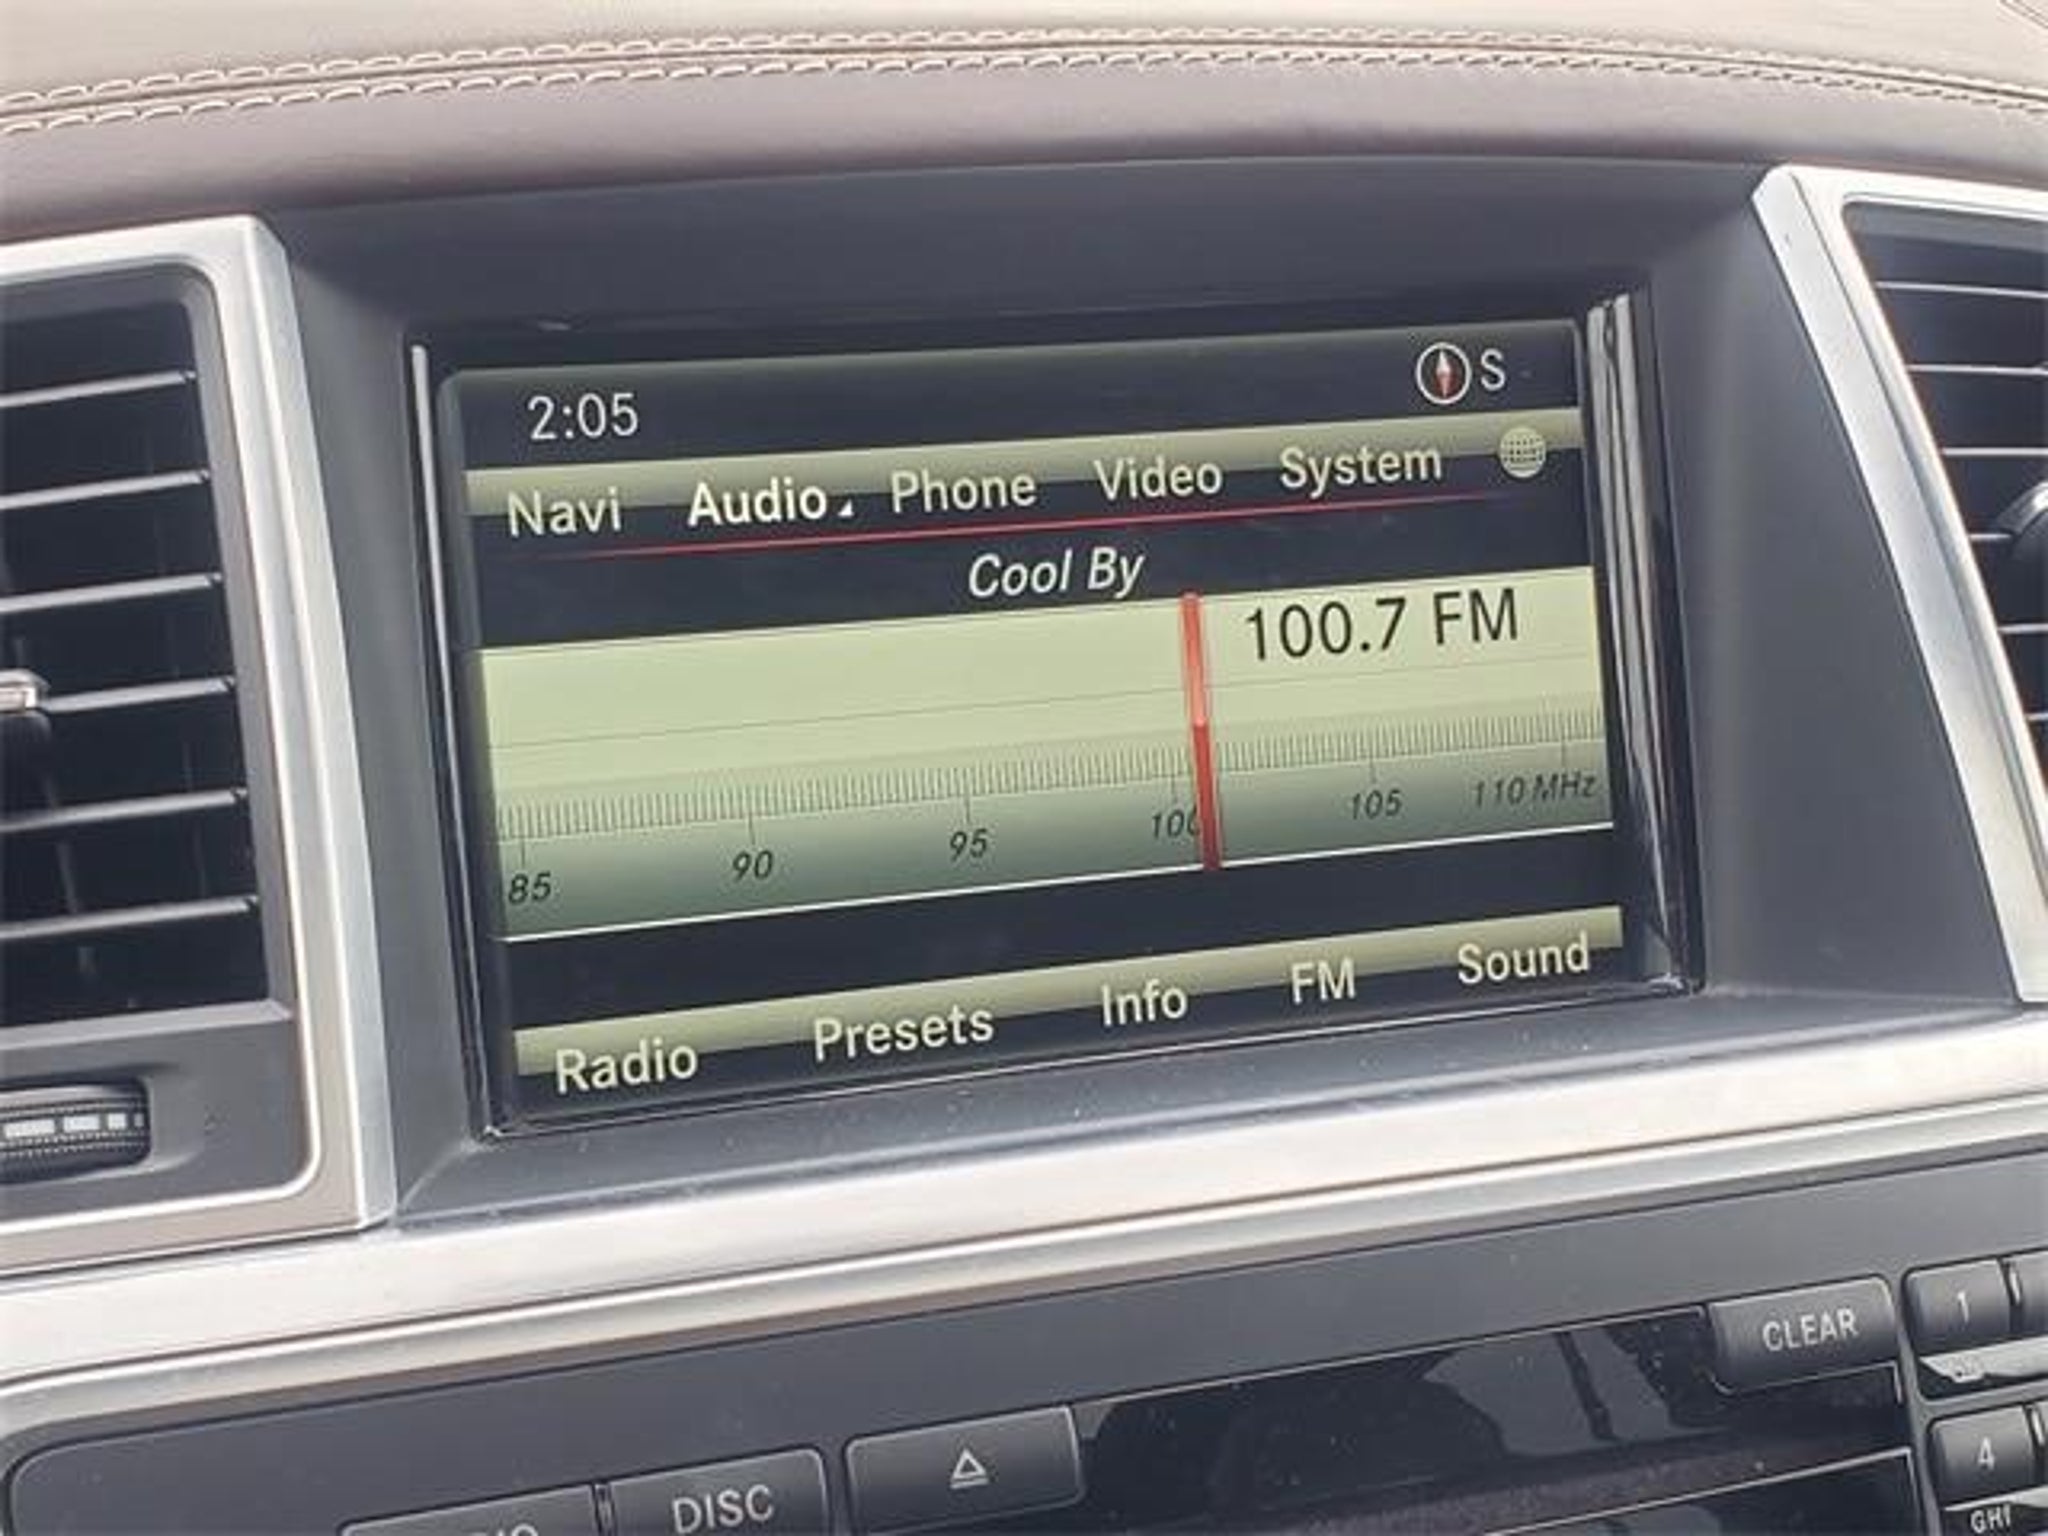 2:05 S
Navi Audio Phone Video System
Cool By
100.7 FM
85 90 95 100 105 110 MHz
Radio Presets Info FM Sound
CLEAR 1
DISC 4
GHI